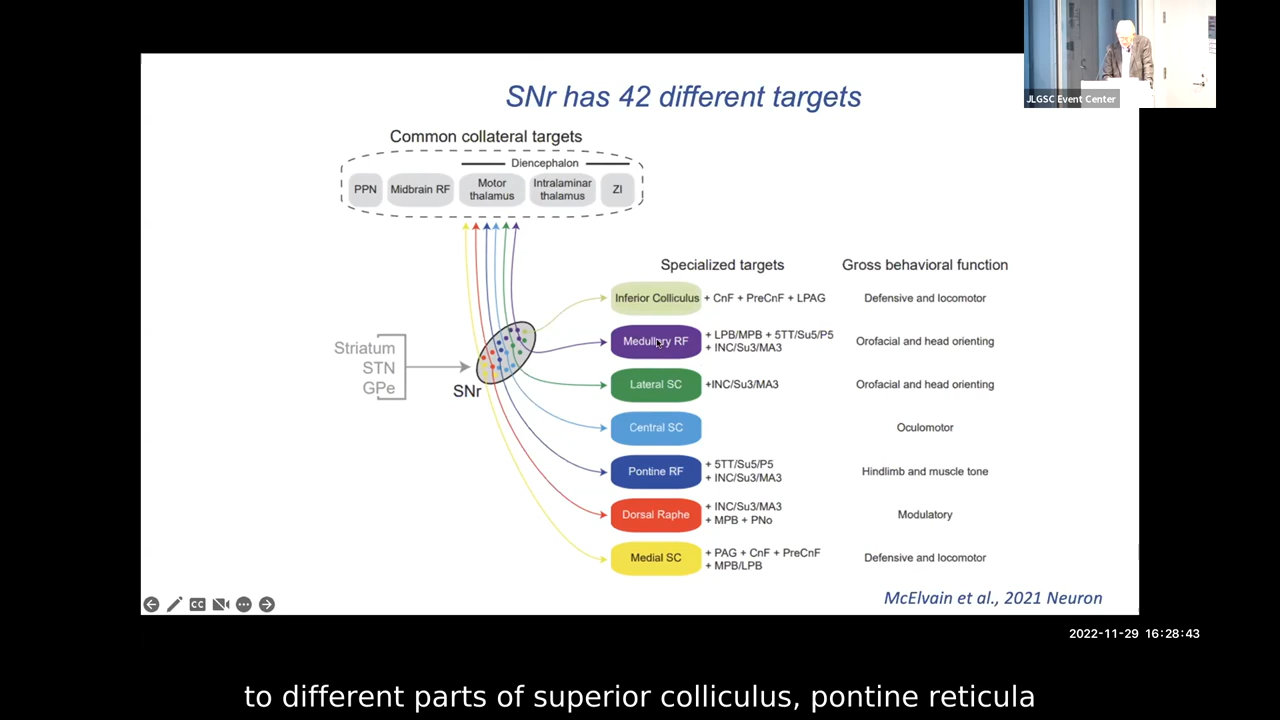 SNr has 42 different targets
JLGSC Event Center
Common collateral targets
Diencephalon
PPN
Midbrain RF
Motor
thalamus
Intralaminar
thalamus
ZI
Specialized targets
Gross behavioral function
Inferior Colliculus + CnF + PreCnF + LPAG
Defensive and locomotor
Medullary RF
+ LPB/MPB + 5TT/Su5/P5
+ INC/Su3/MA3
Orofacial and head orienting
Striatum
STN
GPe
SNr
Lateral SC
+INC/Su3/MA3
Orofacial and head orienting
Central SC
Oculomotor
Pontine RF
+ 5TT/Su5/P5
+ INC/Su3/MA3
Hindlimb and muscle tone
Dorsal Raphe
+ INC/Su3/MA3
+ MPB + PNo
Modulatory
Medial SC
+ PAG + CnF + PreCnF
+ MPB/LPB
Defensive and locomotor
McElvain et al., 2021 Neuron
CC
2022-11-29 16:28:43
to different parts of superior colliculus, pontine reticula